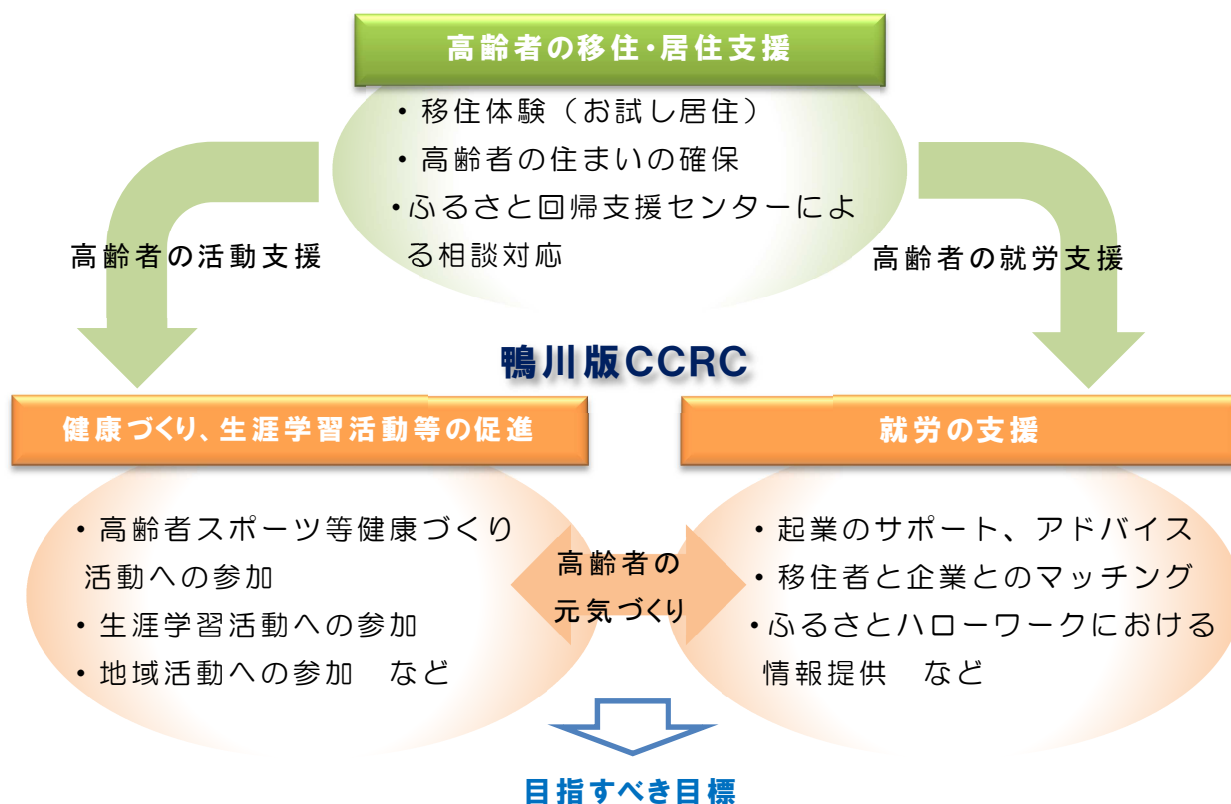 高齢者の移住・居住支援
・移住体験（お試し居住）
・高齢者の住まいの確保
・ふるさと回帰支援センターによ
る相談対応
高齢者の活動支援
高齢者の就労支援
鴨川版CCRC
健康づくり、生涯学習活動等の促進
・高齢者スポーツ等健康づくり
活動への参加
・生涯学習活動への参加
・地域活動への参加　など
高齢者の
元気づくり
就労の支援
・起業のサポート、アドバイス
・移住者と企業とのマッチング
・ふるさとハローワークにおける
情報提供　など
目指すべき目標